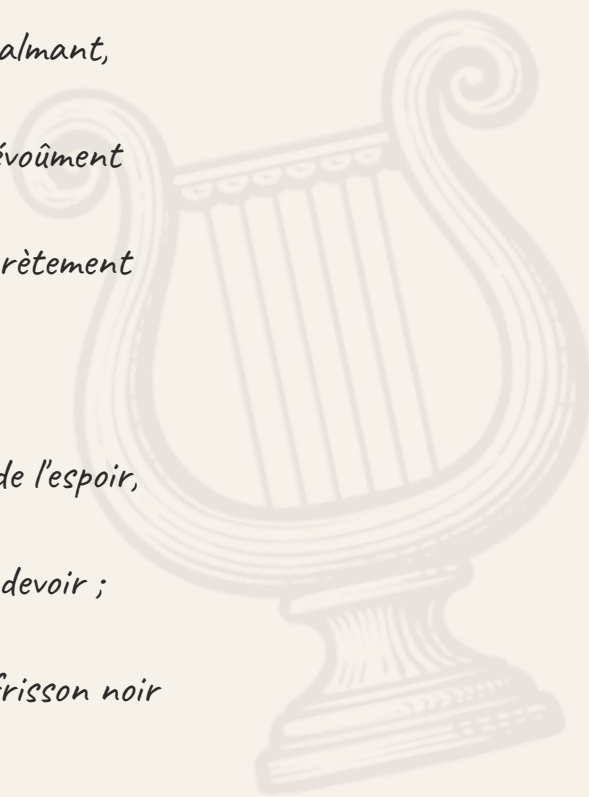 almant,
évoûment
rètement
de l'espoir,
devoir ;
frisson noir